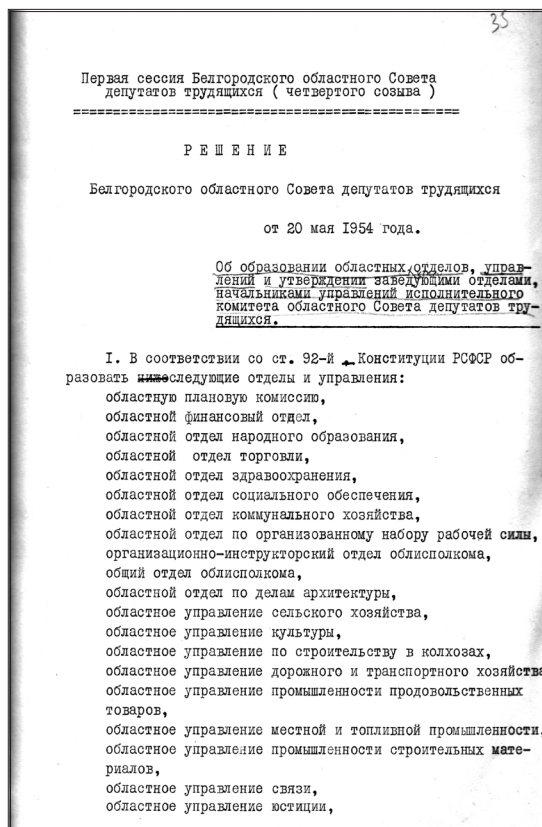 35
Первая сессия Белгородского областного Совета
депутатов трудящихся ( четвертого созыва )
==================================================
Р Е Ш Е Н И Е
Белгородского областного Совета депутатов трудящихся
от 20 мая 1954 года.
Об образовании областных отделов, управ-
лений и утверждении заведующими отделами,
начальниками управлений исполнительного
комитета областного Совета депутатов тру-
дящихся.
I. В соответствии со ст. 92-й Конституции РСФСР об-
разовать нижеследующие отделы и управления:
областную плановую комиссию,
областной финансовый отдел,
областной отдел народного образования,
областной отдел торговли,
областной отдел здравоохранения,
областной отдел социального обеспечения,
областной отдел коммунального хозяйства,
областной отдел по организованному набору рабочей силы,
организационно-инструкторский отдел облисполкома,
общий отдел облисполкома,
областной отдел по делам архитектуры,
областное управление сельского хозяйства,
областное управление культуры,
областное управление по строительству в колхозах,
областное управление дорожного и транспортного хозяйства
областное управление промышленности продовольственных
товаров,
областное управление местной и топливной промышленности,
областное управление промышленности строительных мате-
риалов,
областное управление связи,
областное управление юстиции,